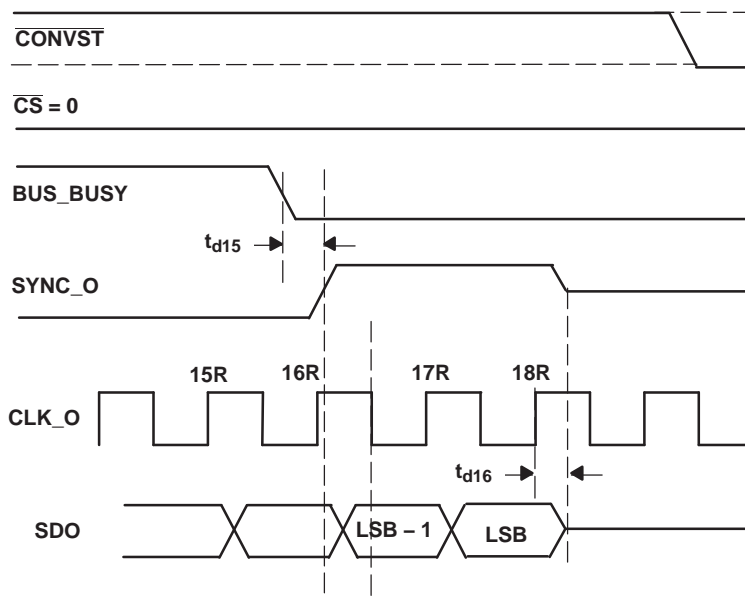 CONVST
CS = 0
BUS_BUSY
td15
SYNC_O
15R 16R 17R 18R
CLK_O
td16
SDO
LSB – 1 LSB